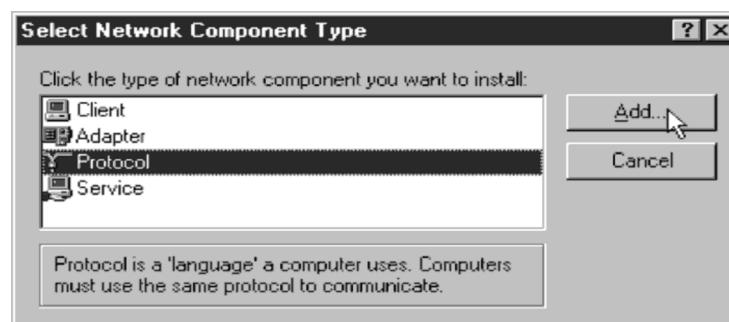 Select Network Component Type
Click the type of network component you want to install:
Client
Adapter
Protocol
Service
Add...
Cancel
Protocol is a 'language' a computer uses. Computers
must use the same protocol to communicate.